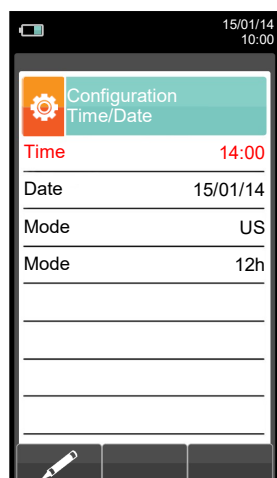 15/01/14
10:00
Configuration
Time/Date
Time 14:00
Date 15/01/14
Mode US
Mode 12h